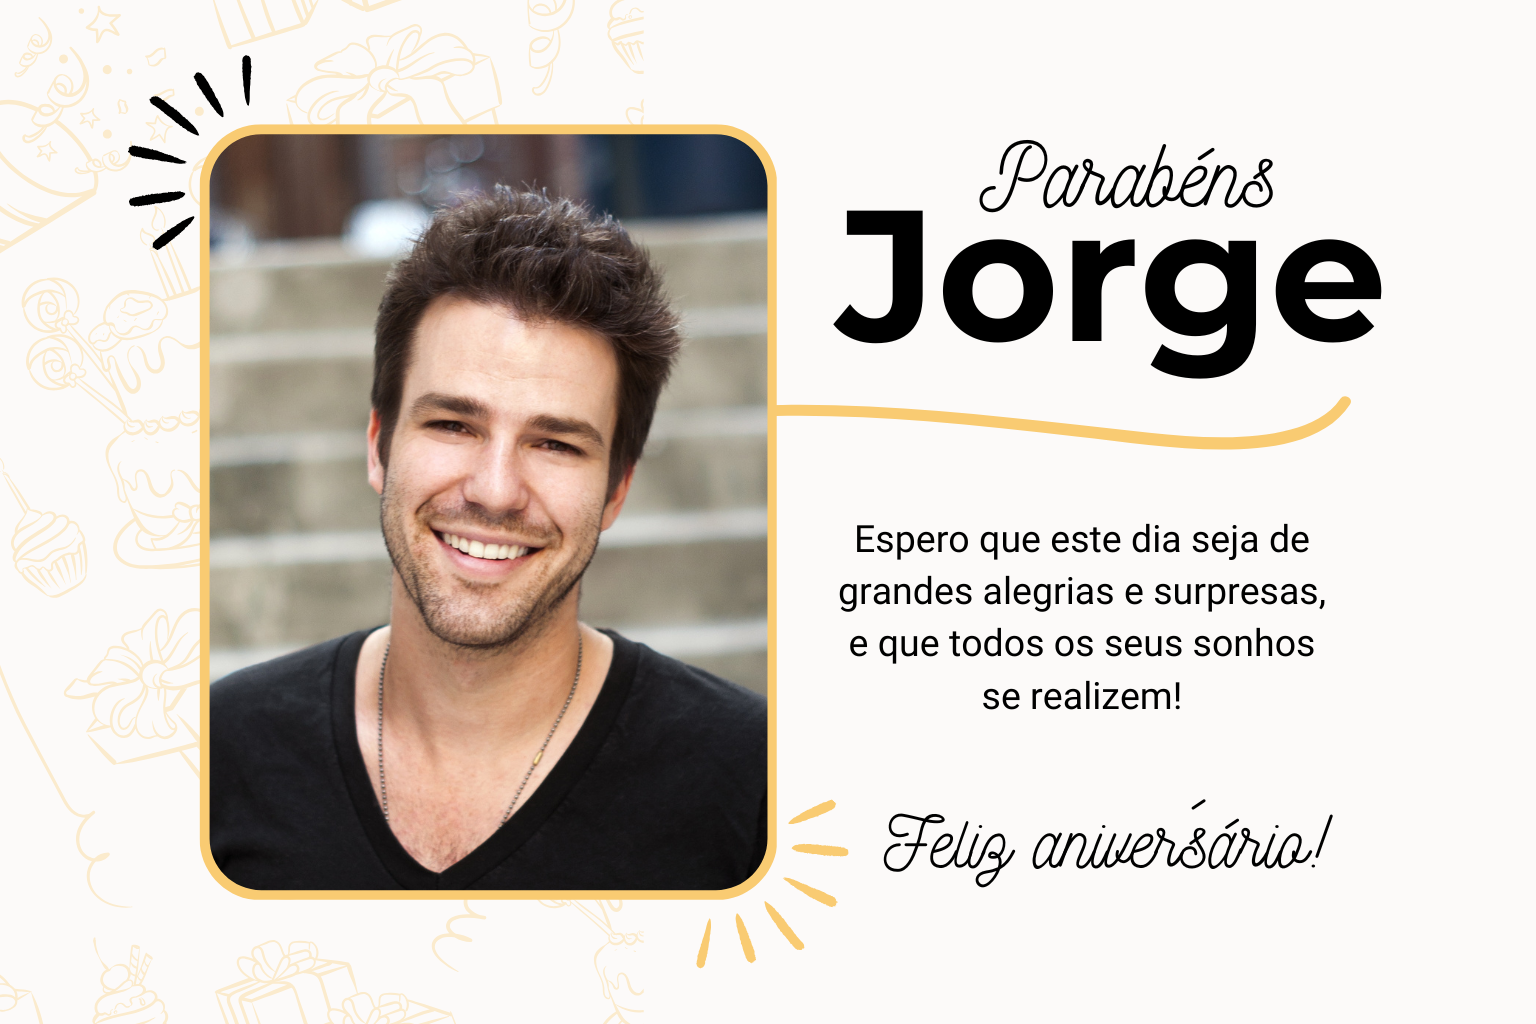 Parabéns
Jorge
Espero que este dia seja de
grandes alegrias e surpresas,
e que todos os seus sonhos
se realizem!
Feliz aniversário!